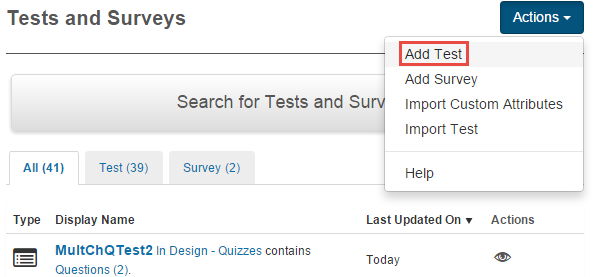 Tests and Surveys
Actions
Add Test
Add Survey
Import Custom Attributes
Import Test
Help
Search for Tests and Surv
All (41)
Test (39)
Survey (2)
Type Display Name Last Updated On Actions
MultChQTest2 In Design - Quizzes contains
Questions (2).
Today